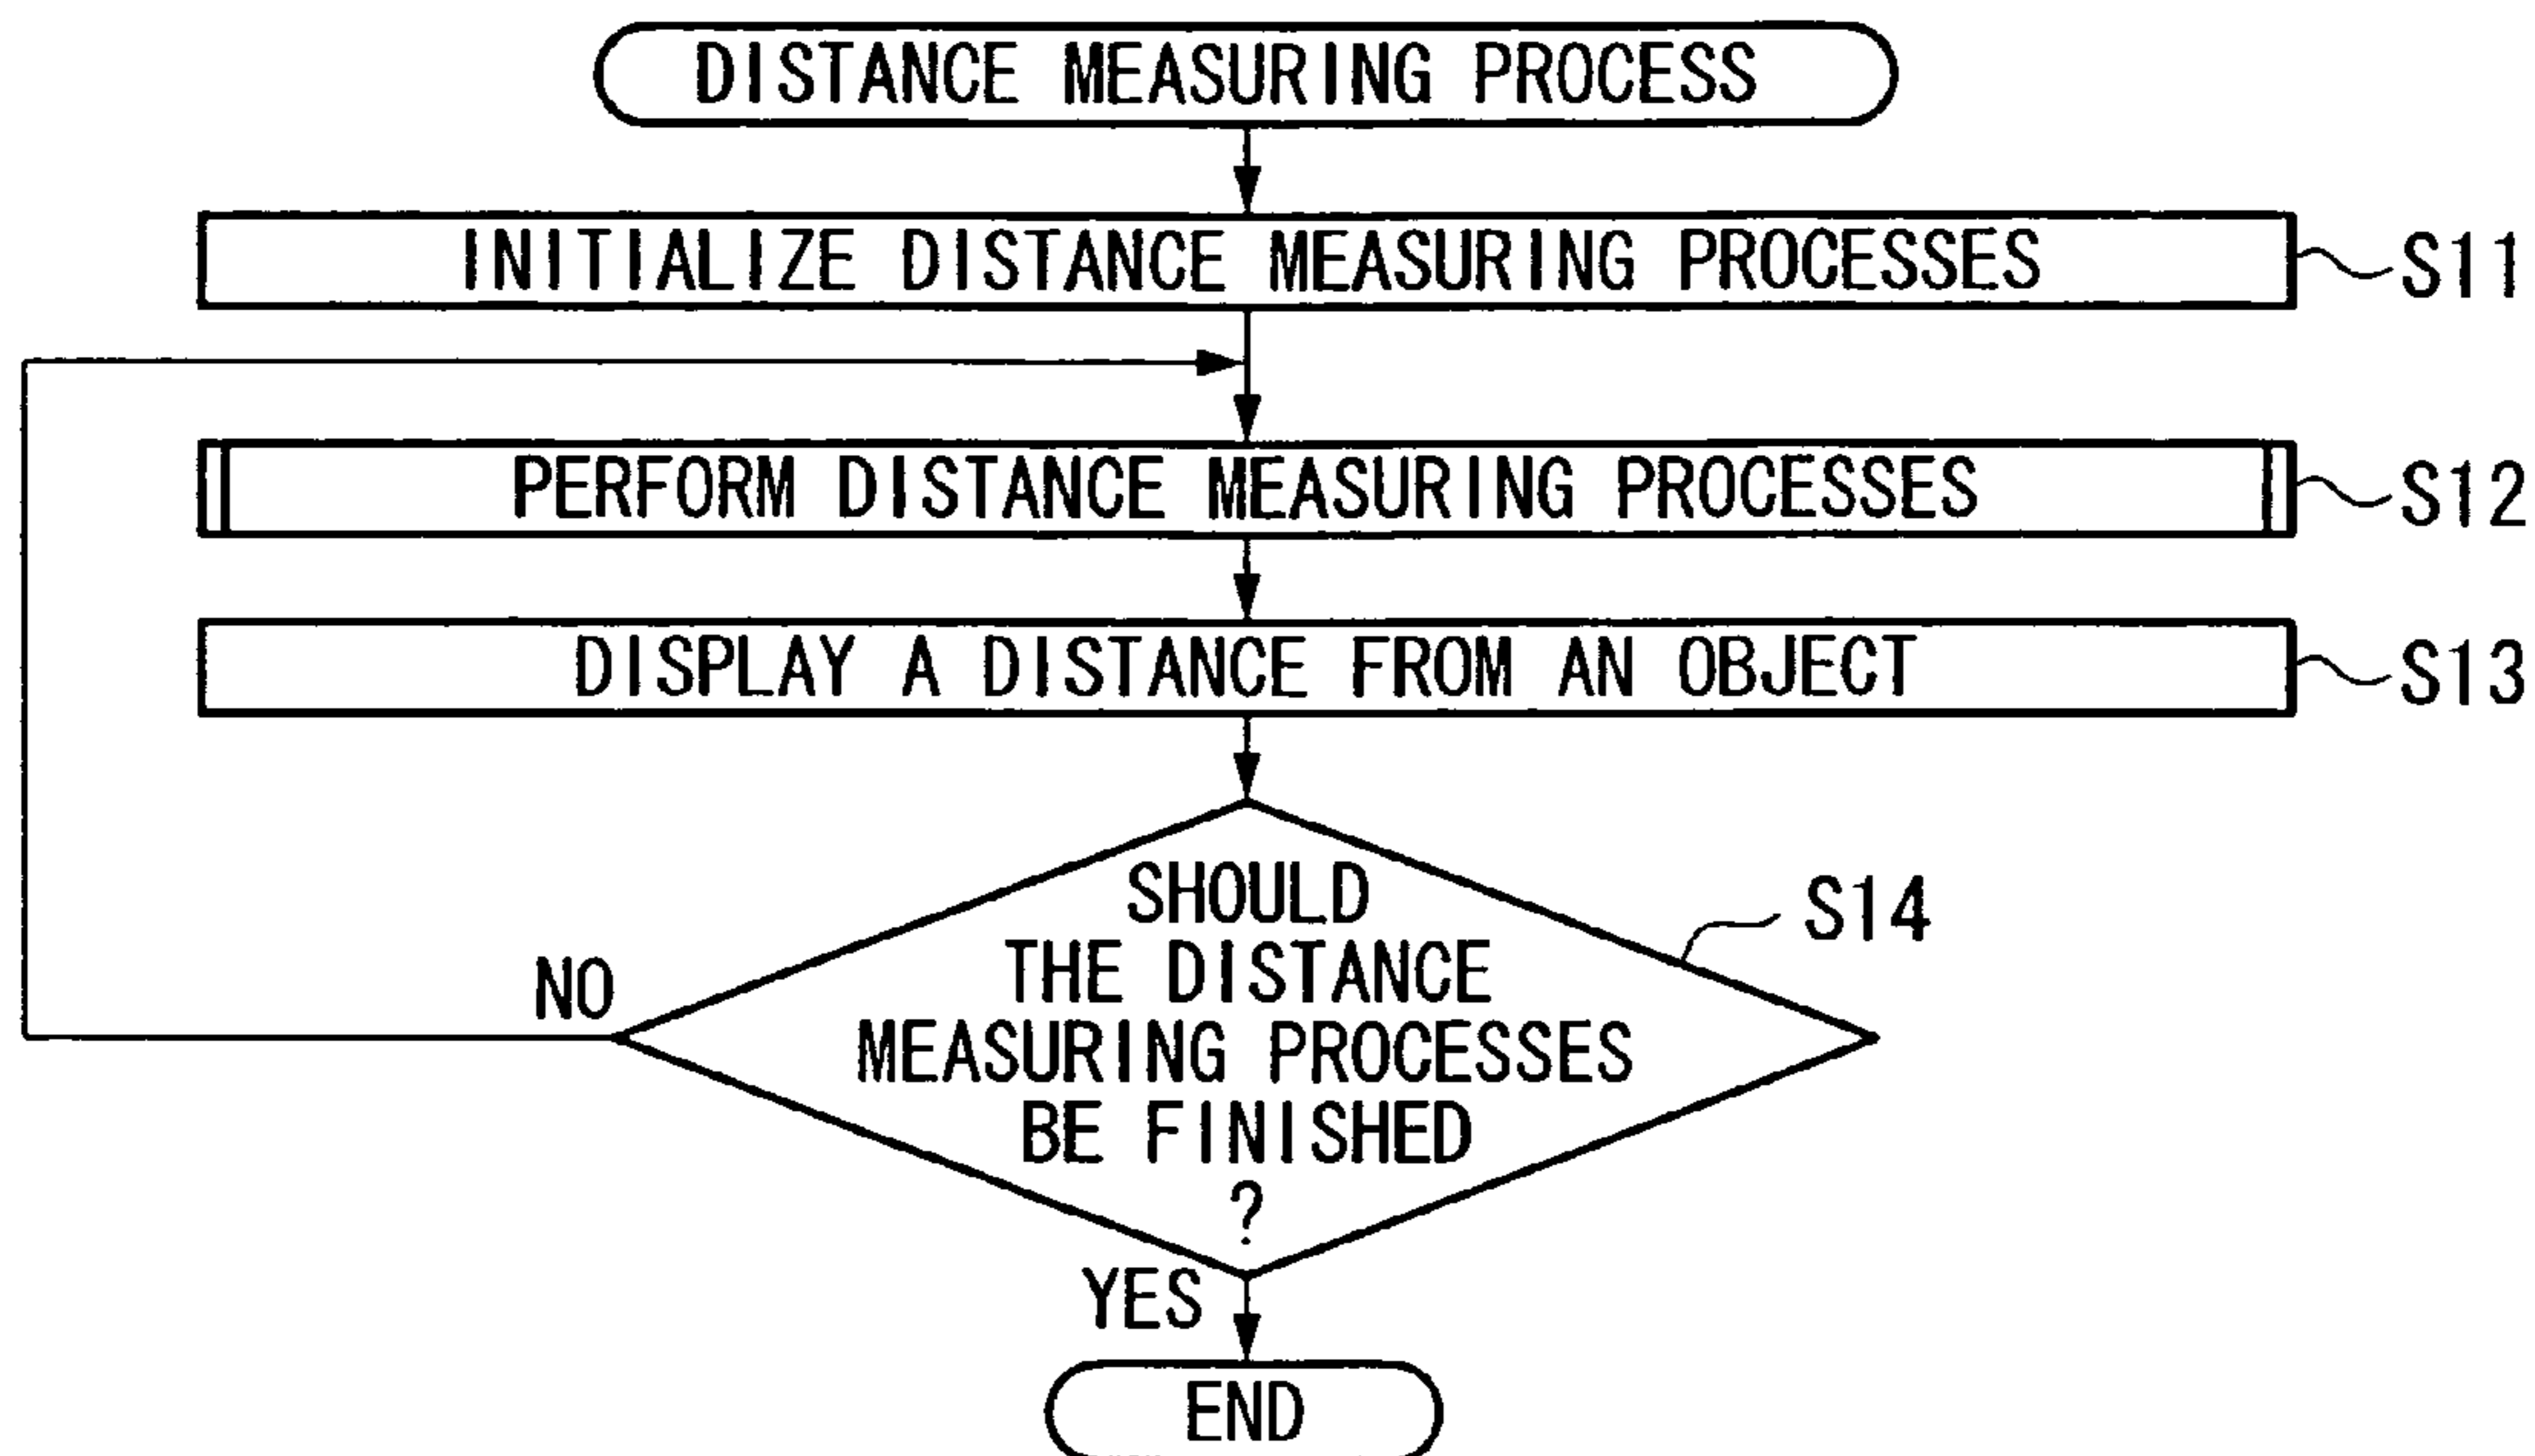 DISTANCE MEASURING PROCESS
INITIALIZE DISTANCE MEASURING PROCESSES
S11
PERFORM DISTANCE MEASURING PROCESSES
S12
DISPLAY A DISTANCE FROM AN OBJECT
S13
SHOULD
THE DISTANCE
MEASURING PROCESSES
BE FINISHED
?
S14
NO
YES
END